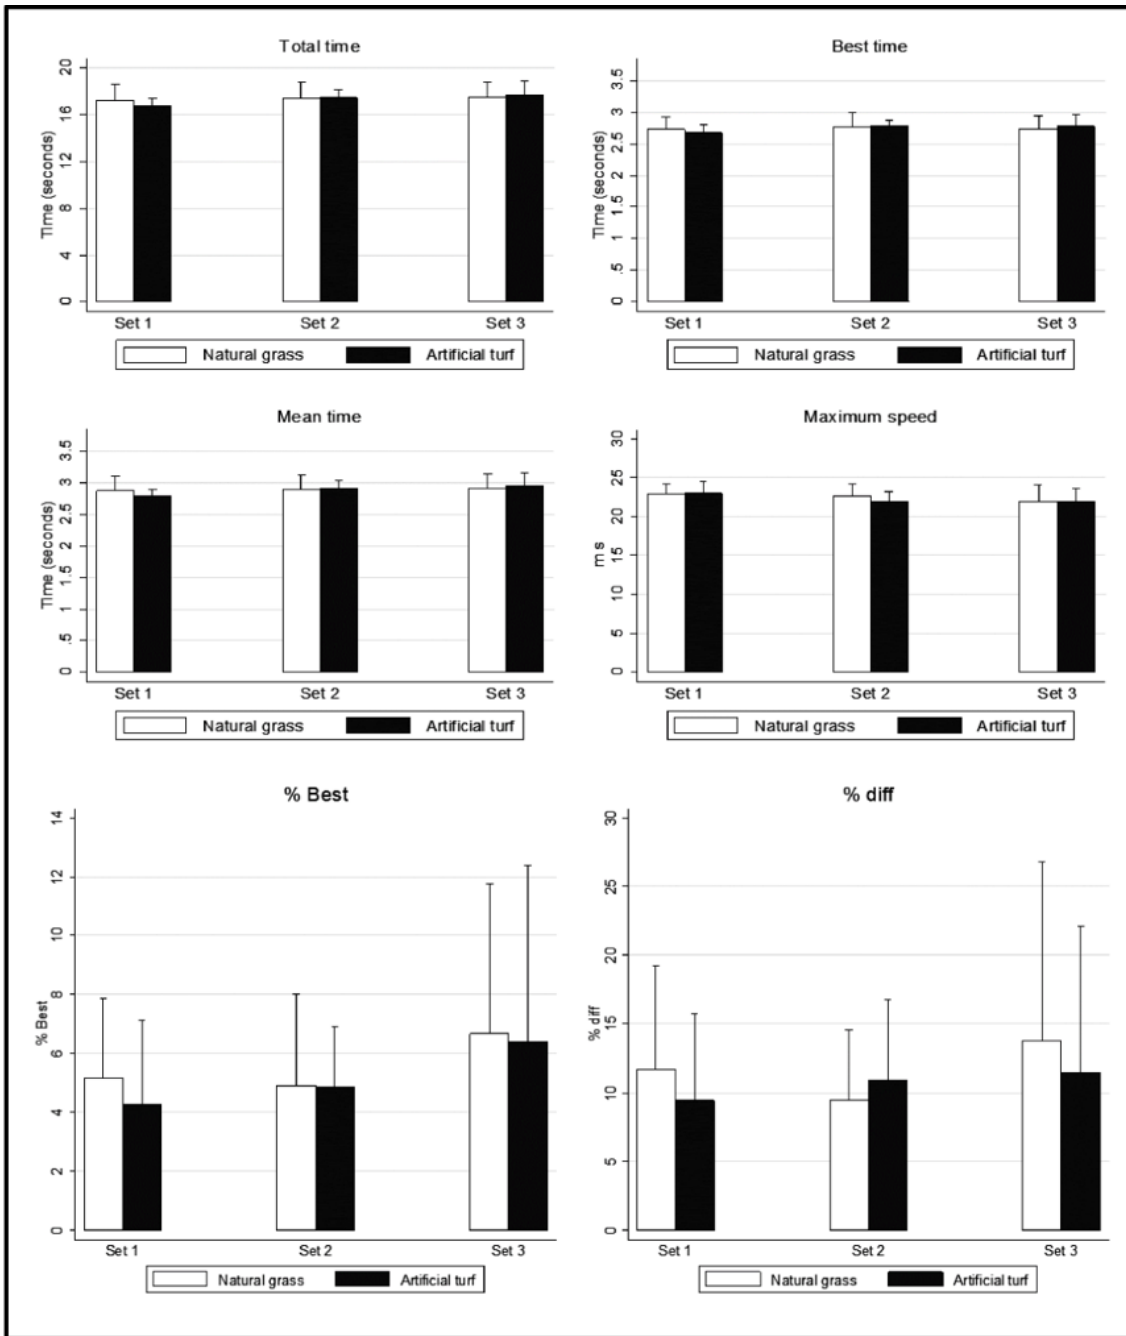 Total time
Time (seconds)
20
16
12
8
4
0
Set 1 Set 2 Set 3
Natural grass Artificial turf
Best time
Time (seconds)
3.5
3
2.5
2
1.5
1
.5
0
Set 1 Set 2 Set 3
Natural grass Artificial turf
Mean time
Time (seconds)
3.5
3
2.5
2
1.5
1
.5
0
Set 1 Set 2 Set 3
Natural grass Artificial turf
Maximum speed
m s
30
25
20
15
10
5
0
Set 1 Set 2 Set 3
Natural grass Artificial turf
% Best
% Best
14
12
10
8
6
4
2
0
Set 1 Set 2 Set 3
Natural grass Artificial turf
% diff
% diff
30
25
20
15
10
5
0
Set 1 Set 2 Set 3
Natural grass Artificial turf